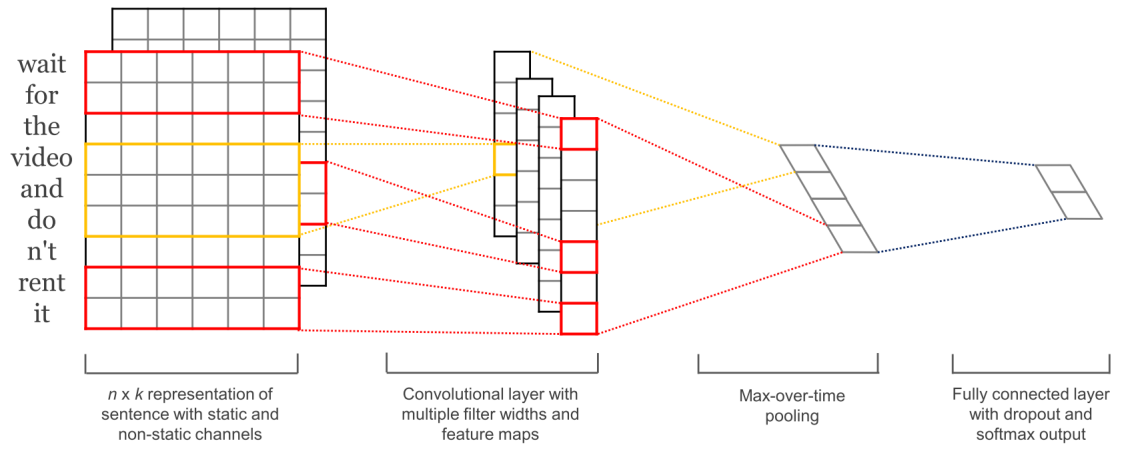 wait
for
the
video
and
do
n't
rent
it
n x k representation of
sentence with static and
non-static channels
Convolutional layer with
multiple filter widths and
feature maps
Max-over-time
pooling
Fully connected layer
with dropout and
softmax output